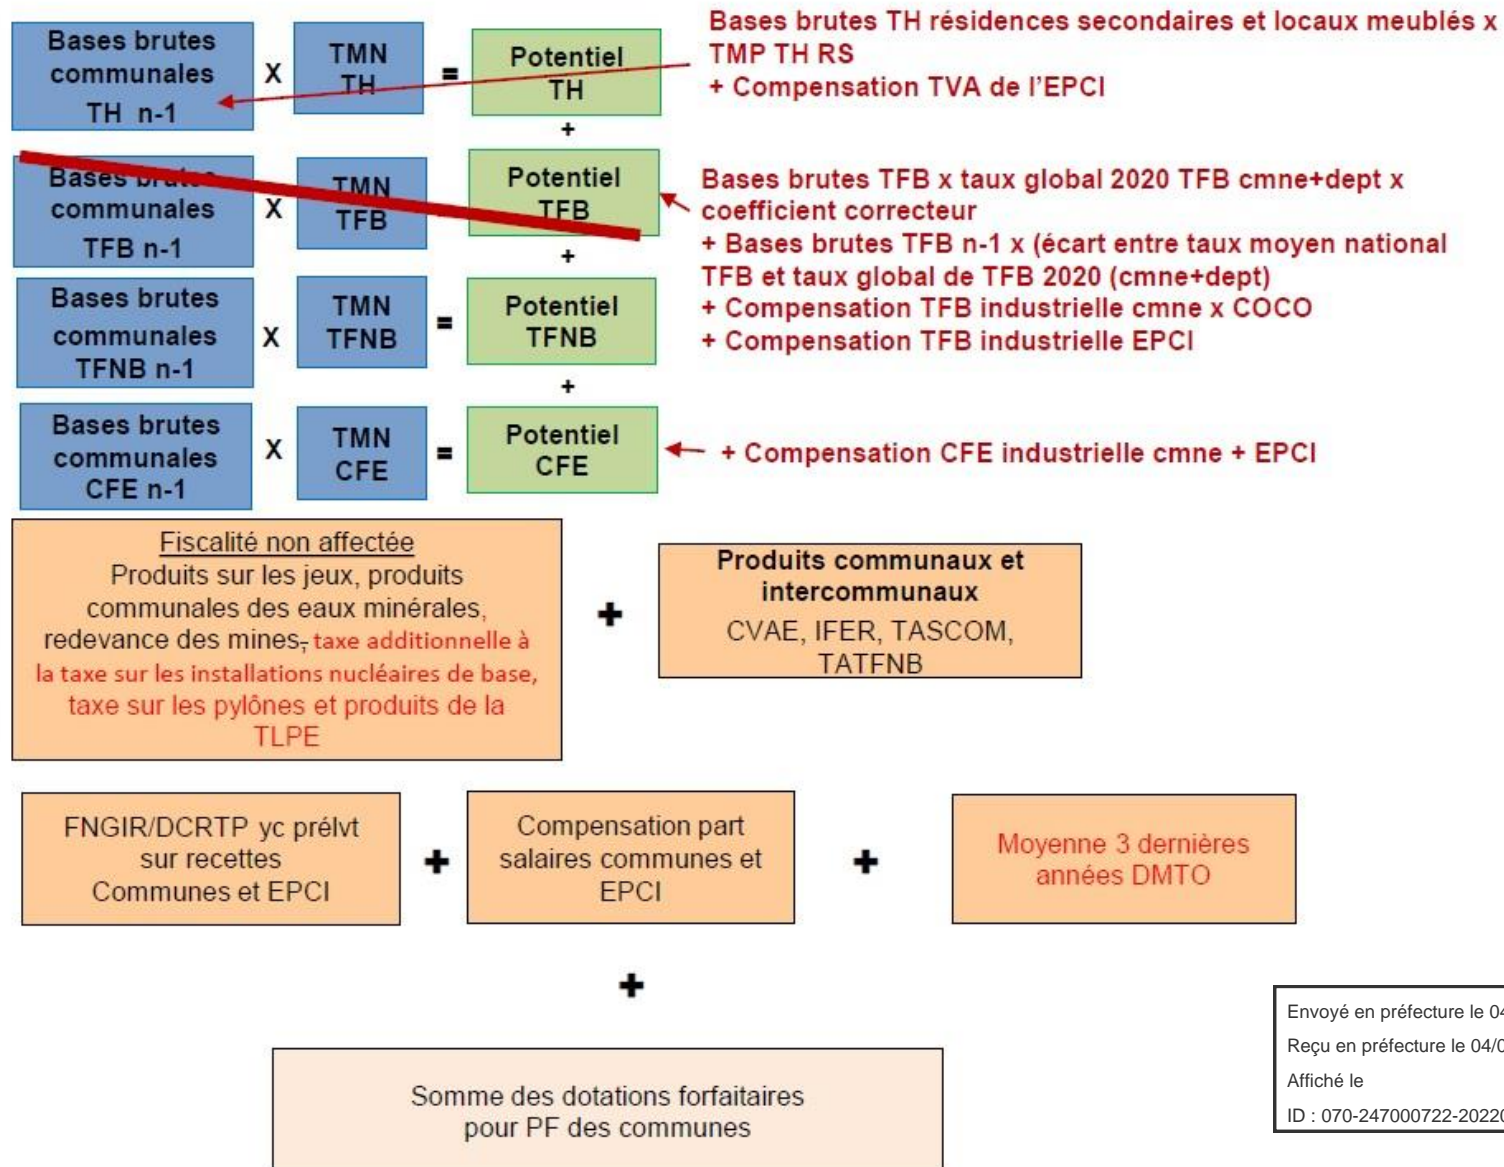 Bases brutes
communales
TH n-1
X
TMN
TH
=
Potentiel
TH
Bases brutes TH résidences secondaires et locaux meublés x
TMP TH RS
+ Compensation TVA de l'EPCI
+
Bases brutes
communales
TFB n-1
X
TMN
TFB
Potentiel
TFB
Bases brutes TFB x taux global 2020 TFB cmne+dept x
coefficient correcteur
+ Bases brutes TFB n-1 x (écart entre taux moyen national
TFB et taux global de TFB 2020 (cmne+dept)
+ Compensation TFB industrielle cmne x COCO
+ Compensation TFB industrielle EPCI
+
Bases brutes
communales
TFNB n-1
X
TMN
TFNB
=
Potentiel
TFNB
+
Bases brutes
communales
CFE n-1
X
TMN
CFE
=
Potentiel
CFE
+ Compensation CFE industrielle cmne + EPCI
Fiscalité non affectée
Produits sur les jeux, produits
communales des eaux minérales,
redevance des mines, taxe additionnelle à
la taxe sur les installations nucléaires de base,
taxe sur les pylônes et produits de la
TLPE
+
Produits communaux et
intercommunaux
CVAE, IFER, TASCOM,
TATFNB
FNGIR/DCRTP yc prélvt
sur recettes
Communes et EPCI
+
Compensation part
salaires communes et
EPCI
+
Moyenne 3 dernières
années DMTO
+
Somme des dotations forfaitaires
pour PF des communes
Envoyé en préfecture le 04
Reçu en préfecture le 04/0
Affiché le
ID : 070-247000722-20220